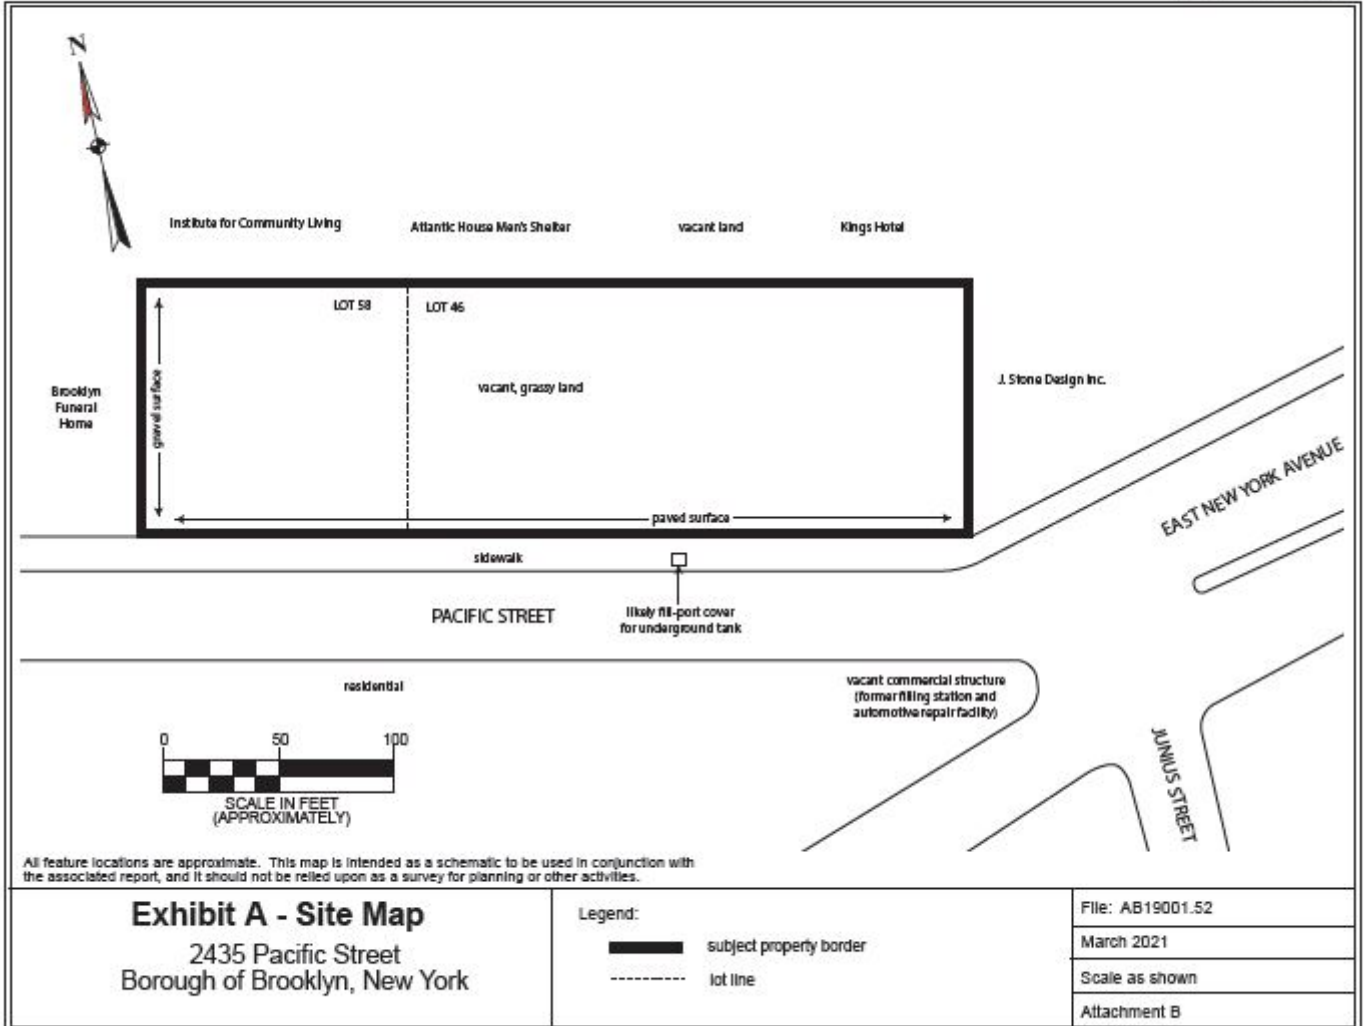 N
Institute for Community Living
Atlantic House Men's Shelter
vacant land
Kings Hotel
LOT 58
LOT 46
gravel surface
vacant, grassy land
Brooklyn
Funeral
Home
J. Stone Design Inc.
paved surface
EAST NEW YORK AVENUE
sidewalk
PACIFIC STREET
likely fill-port cover
for underground tank
residential
vacant commercial structure
(former filling station and
automotive repair facility)
JUNIUS STREET
0 50 100
SCALE IN FEET
(APPROXIMATELY)
All feature locations are approximate. This map is intended as a schematic to be used in conjunction with
the associated report, and it should not be relied upon as a survey for planning or other activities.
Exhibit A - Site Map
2435 Pacific Street
Borough of Brooklyn, New York
Legend:
subject property border
lot line
File: AB19001.52
March 2021
Scale as shown
Attachment B